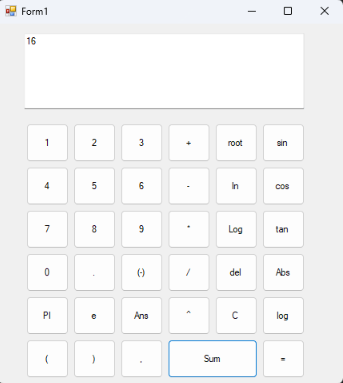 Form1
16
1 2 3 + root sin
4 5 6 - ln cos
7 8 9 * Log tan
0 . (-) / del Abs
PI e Ans ^ C log
( ) , Sum =